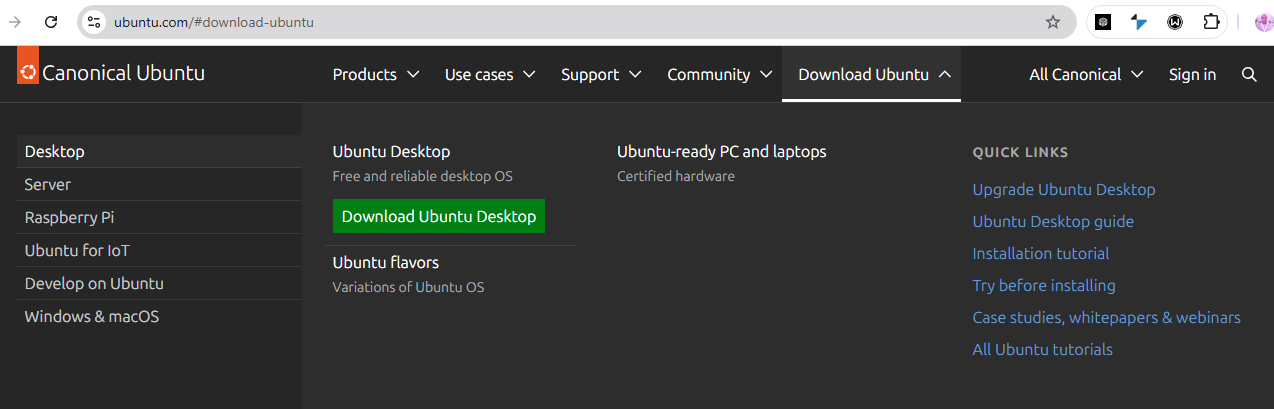 ubuntu.com/#download-ubuntu
Canonical Ubuntu
Products
Use cases
Support
Community
Download Ubuntu
All Canonical
Sign in
Desktop
Server
Raspberry Pi
Ubuntu for IoT
Develop on Ubuntu
Windows & macOS
Ubuntu Desktop
Free and reliable desktop OS
Download Ubuntu Desktop
Ubuntu flavors
Variations of Ubuntu OS
Ubuntu-ready PC and laptops
Certified hardware
QUICK LINKS
Upgrade Ubuntu Desktop
Ubuntu Desktop guide
Installation tutorial
Try before installing
Case studies, whitepapers & webinars
All Ubuntu tutorials